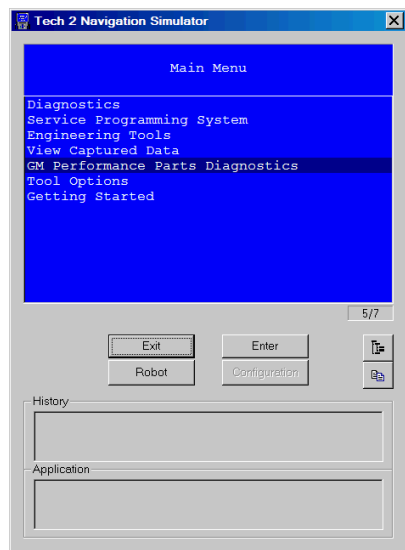 Tech 2 Navigation Simulator
Main Menu
Diagnostics
Service Programming System
Engineering Tools
View Captured Data
GM Performance Parts Diagnostics
Tool Options
Getting Started
5/7
Exit
Enter
Robot
Configuration
History
Application